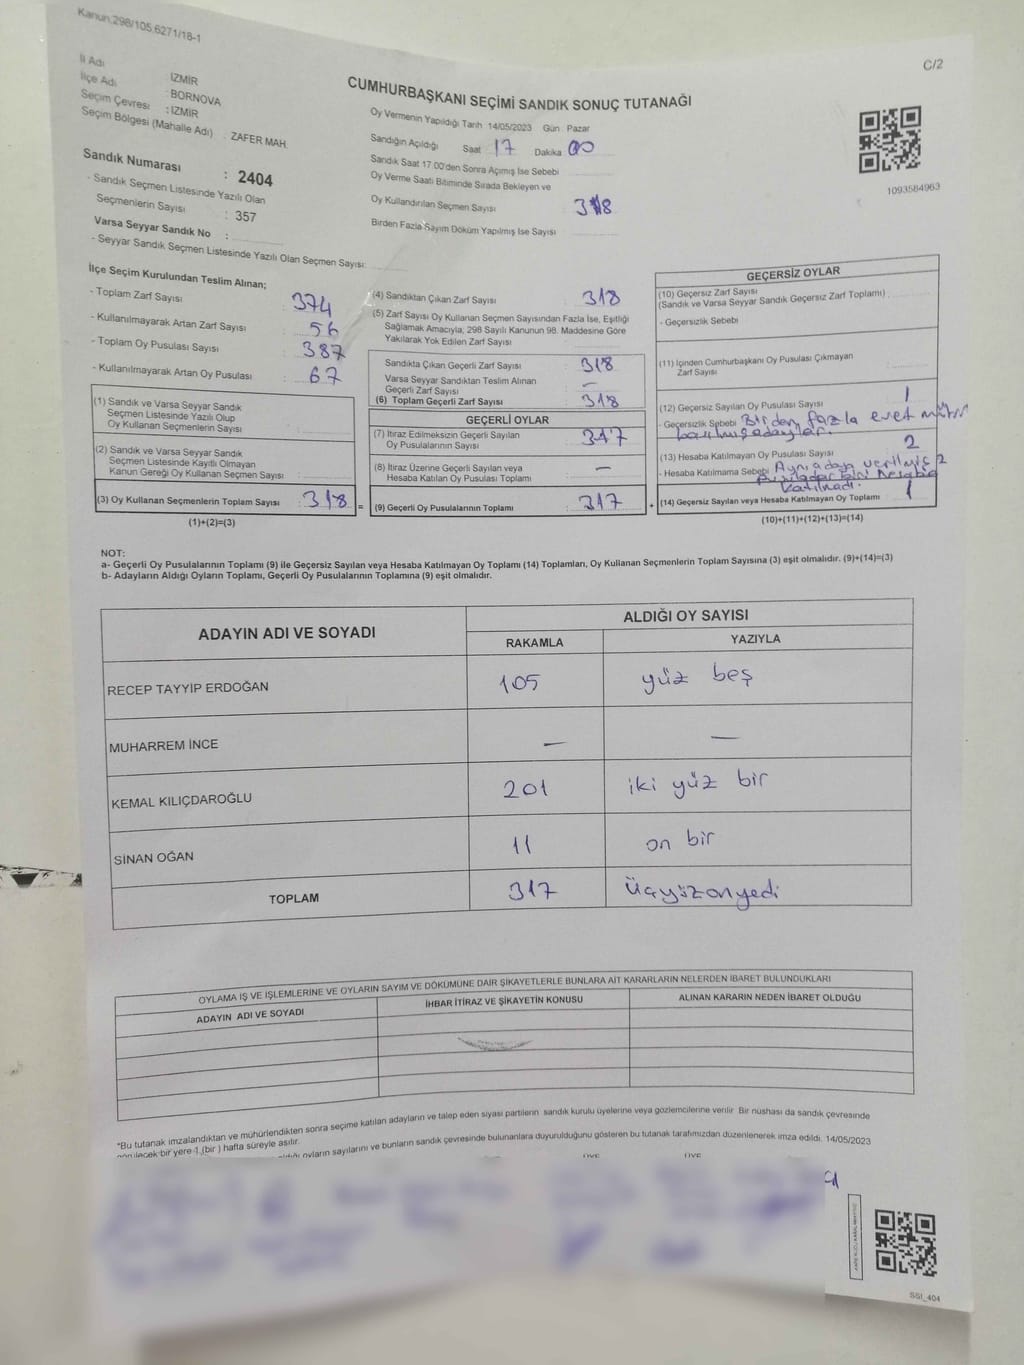 Kanun.298/105.6271/18-1
C/2
İl Adı : İZMİR
İlçe Adı : BORNOVA
Seçim Çevresi : İZMİR
Seçim Bölgesi (Mahalle Adı) : ZAFER MAH.
Sandık Numarası : 2404
- Sandık Seçmen Listesinde Yazılı Olan
Seçmenlerin Sayısı : 357
Varsa Seyyar Sandık No :
- Seyyar Sandık Seçmen Listesinde Yazılı Olan Seçmen Sayısı:
CUMHURBAŞKANI SEÇİMİ SANDIK SONUÇ TUTANAĞI
Oy Vermenin Yapıldığı Tarih 14/05/2023 Gün Pazar
Sandığın Açıldığı Saat 17 Dakika 00
Sandık Saat 17.00'den Sonra Açımış İse Sebebi
Oy Verme Saati Bitiminde Sırada Bekleyen ve
Oy Kullandırılan Seçmen Sayısı 318
Birden Fazla Sayım Döküm Yapılmış İse Sayısı
1093584963
İlçe Seçim Kurulundan Teslim Alınan;
- Toplam Zarf Sayısı : 374
- Kullanılmayarak Artan Zarf Sayısı : 56
- Toplam Oy Pusulası Sayısı : 387
- Kullanılmayarak Artan Oy Pusulası : 67
(1) Sandık ve Varsa Seyyar Sandık
Seçmen Listesinde Yazılı Olup
Oy Kullanan Seçmenlerin Sayısı :
(2) Sandık ve Varsa Seyyar Sandık
Seçmen Listesinde Kayıtlı Olmayan
Kanun Gereği Oy Kullanan Seçmen Sayısı :
(3) Oy Kullanan Seçmenlerin Toplam Sayısı : 318 =
(1)+(2)=(3)
(4) Sandıktan Çıkan Zarf Sayısı : 318
(5) Zarf Sayısı Oy Kullanan Seçmen Sayısından Fazla İse, Eşitliği
Sağlamak Amacıyla, 298 Sayılı Kanunun 98. Maddesine Göre
Yakılarak Yok Edilen Zarf Sayısı :
Sandıkta Çıkan Geçerli Zarf Sayısı : 318
Varsa Seyyar Sandıktan Teslim Alınan
Geçerli Zarf Sayısı : —
(6) Toplam Geçerli Zarf Sayısı : 318
GEÇERLİ OYLAR
(7) İtiraz Edilmeksizin Geçerli Sayılan
Oy Pusulasının Sayısı : 317
(8) İtiraz Üzerine Geçerli Sayılan veya
Hesaba Katılan Oy Pusulası Toplamı : —
(9) Geçerli Oy Pusulalarının Toplamı : 317 +
GEÇERSİZ OYLAR
(10) Geçersiz Zarf Sayısı
(Sandık ve Varsa Seyyar Sandık Geçersiz Zarf Toplamı) :
- Geçersizlik Sebebi
(11) İçinden Cumhurbaşkanı Oy Pusulası Çıkmayan
Zarf Sayısı
(12) Geçersiz Sayılan Oy Pusulası Sayısı 1
- Geçersizlik Sebebi Birden fazla evet mührü
basılmış adaylar.
(13) Hesaba Katılmayan Oy Pusulası Sayısı 2
- Hesaba Katılmama Sebebi Aynı adaya verilmiş 2
pusuladan biri hesaba
katılmadı.
(14) Geçersiz Sayılan veya Hesaba Katılmayan Oy Toplamı 1
(10)+(11)+(12)+(13)=(14)
NOT:
a- Geçerli Oy Pusulalarının Toplamı (9) ile Geçersiz Sayılan veya Hesaba Katılmayan Oy Toplamı (14) Toplamları, Oy Kullanan Seçmenlerin Toplam Sayısına (3) eşit olmalıdır. (9)+(14)=(3)
b- Adayların Aldığı Oyların Toplamı, Geçerli Oy Pusulalarının Toplamına (9) eşit olmalıdır.
ADAYIN ADI VE SOYADI ALDIĞI OY SAYISI
RAKAMLA YAZIYLA
RECEP TAYYİP ERDOĞAN 105 yüz beş
MUHARREM İNCE — —
KEMAL KILIÇDAROĞLU 201 iki yüz bir
SİNAN OĞAN 11 on bir
TOPLAM 317 Üçyüzonyedi
OYLAMA İŞ VE İŞLEMLERİNE VE OYLARIN SAYIM VE DÖKÜMÜNE DAİR ŞİKAYETLERLE BUNLARA AİT KARARLARIN NELERDEN İBARET BULUNDUKLARI
ADAYIN ADI VE SOYADI İHBAR İTİRAZ VE ŞİKAYETİN KONUSU ALINAN KARARIN NEDEN İBARET OLDUĞU
*Bu tutanak imzalandıktan ve mühürlendikten sonra seçime katılan adayların ve talep eden siyasi partilerin sandık kurulu üyelerine veya gözlemcilerine verilir. Bir nüshası da sandık çevresinde
görülecek bir yere 1 (bir ) hafta süreyle asılır.
oyların sayılarını ve bunların sandık çevresinde bulunanlara duyurulduğunu gösteren bu tutanak tarafımızdan düzenlenerek imza edildi. 14/05/2023
ÜYE ÜYE
SSI_404